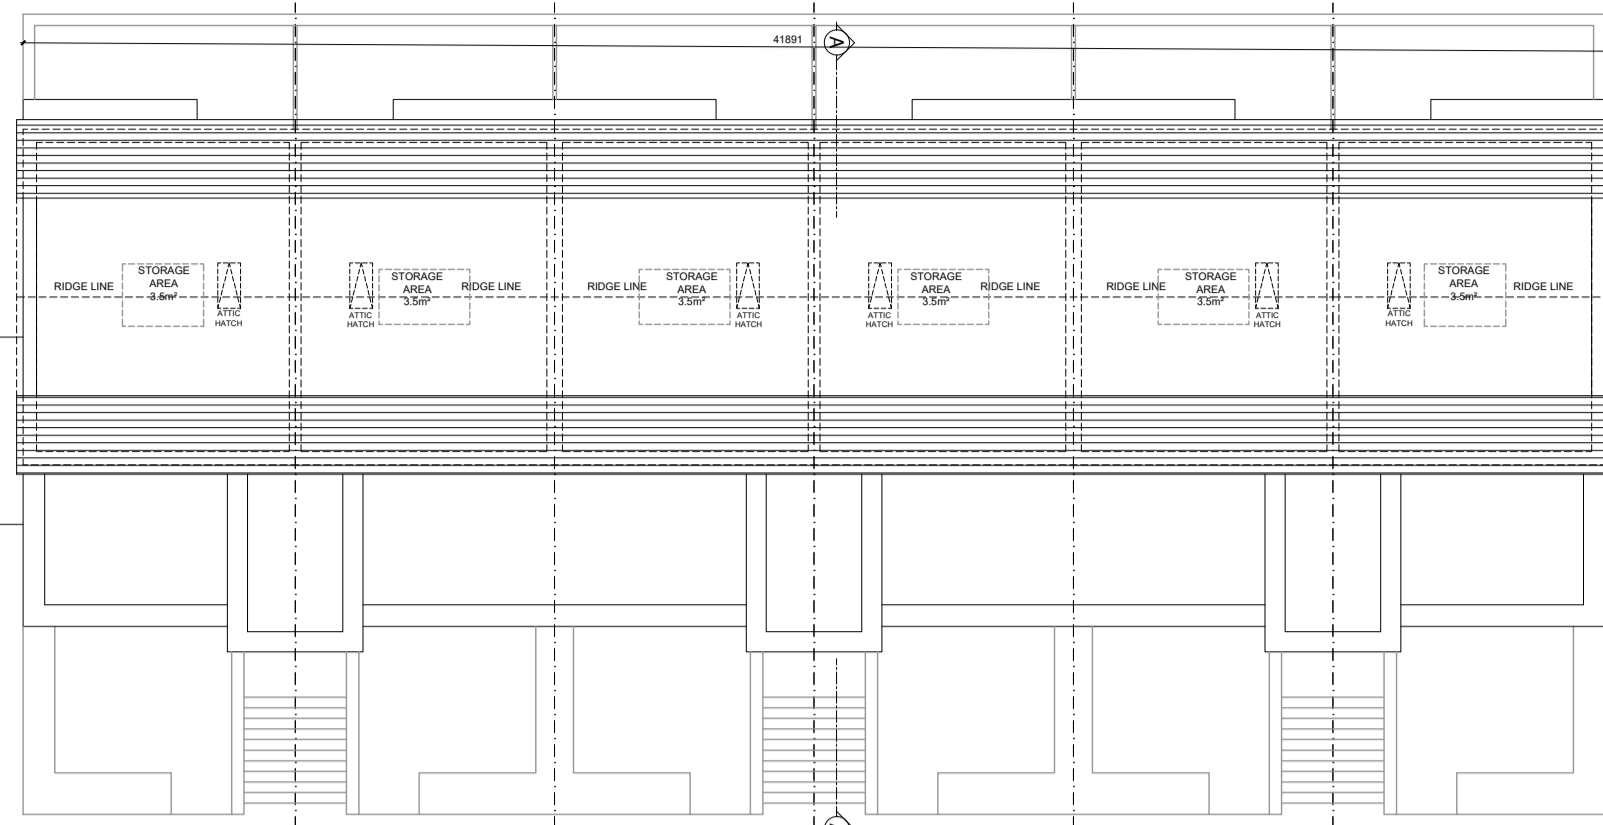 41891
A
STORAGE
AREA
3.5m²
RIDGE LINE
ATTIC
HATCH
STORAGE
AREA
3.5m²
RIDGE LINE
ATTIC
HATCH
RIDGE LINE
STORAGE
AREA
3.5m²
ATTIC
HATCH
ATTIC
HATCH
STORAGE
AREA
3.5m²
RIDGE LINE
RIDGE LINE
STORAGE
AREA
3.5m²
ATTIC
HATCH
ATTIC
HATCH
STORAGE
AREA
3.5m²
RIDGE LINE